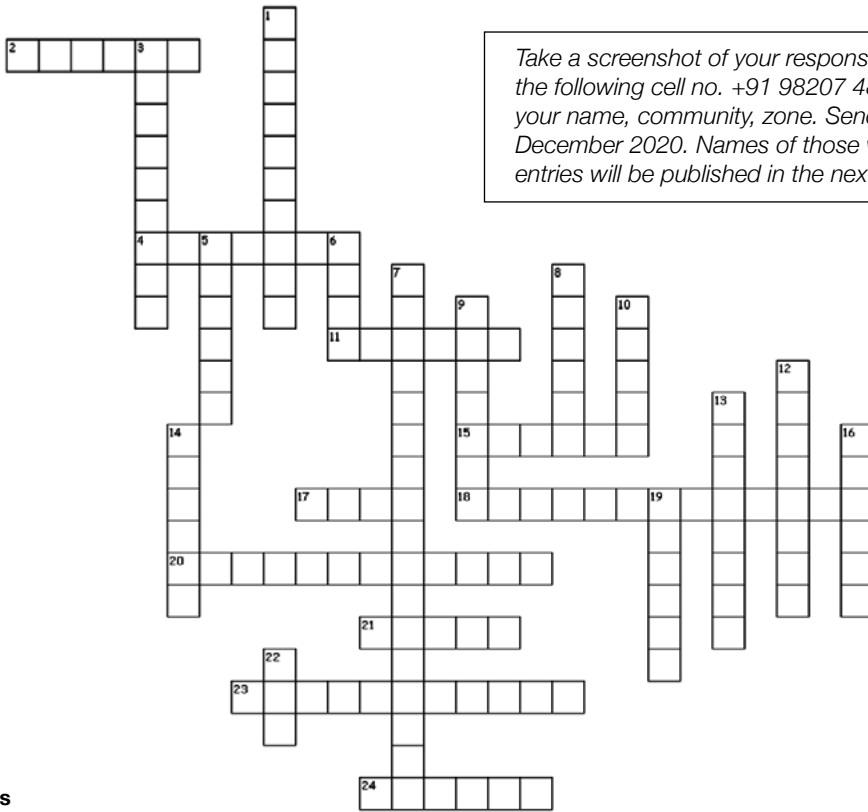 1
2 3
Take a screenshot of your respons
the following cell no. +91 98207 48
your name, community, zone. Send
December 2020. Names of those
entries will be published in the nex
4 5 6
7 8
9 10
11
12
13
14 15 16
17 18 19
20
21
22
23
24
s